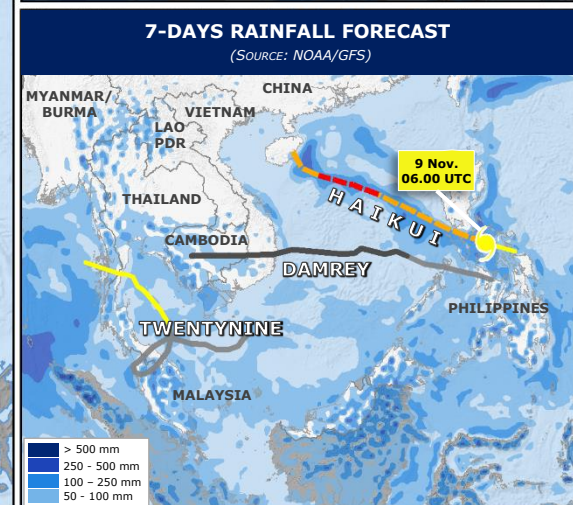 7-DAYS RAINFALL FORECAST
(SOURCE: NOAA/GFS)
CHINA
MYANMAR/
BURMA
VIETNAM
LAO
PDR
9 Nov.
06.00 UTC
THAILAND
HAIKUI
CAMBODIA
DAMREY
PHILIPPINES
TWENTYNINE
MALAYSIA
> 500 mm
250 - 500 mm
100 – 250 mm
50 - 100 mm